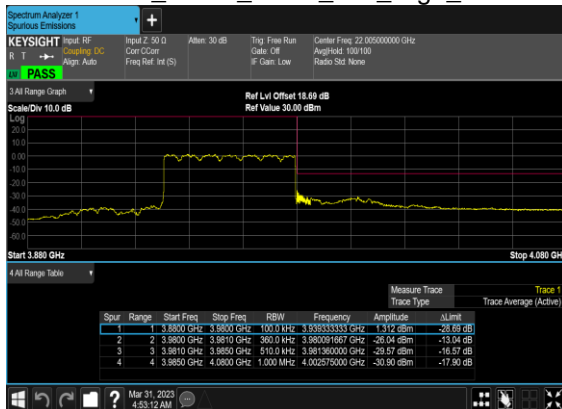 Spectrum Analyzer 1
Spurious Emissions
KEYSIGHT
R T
PASS
Input: RF
Coupling: DC
Align: Auto
Input Z: 50 Ω
Corr CCorr
Freq Ref: Int (S)
Atten: 30 dB
Trig: Free Run
Gate: Off
IF Gain: Low
Center Freq: 22.005000000 GHz
Avg|Hold: 100/100
Radio Std: None
3 All Range Graph
Scale/Div 10.0 dB
Ref Lvl Offset 18.69 dB
Ref Value 30.00 dBm
Log
20.0
10.0
0.00
-10.0
-20.0
-30.0
-40.0
-50.0
-60.0
Start 3.880 GHz
Stop 4.080 GH
4 All Range Table
Measure Trace Trace 1
Trace Type Trace Average (Active)
Spur Range Start Freq Stop Freq RBW Frequency Amplitude ΔLimit
1 1 3.8800 GHz 3.9800 GHz 100.0 kHz 3.939333333 GHz 1.312 dBm -28.69 dB
2 2 3.9800 GHz 3.9810 GHz 360.0 kHz 3.980091667 GHz -26.04 dBm -13.04 dB
3 3 3.9810 GHz 3.9850 GHz 510.0 kHz 3.981360000 GHz -29.57 dBm -16.57 dB
4 4 3.9850 GHz 4.0800 GHz 1.000 MHz 4.002575000 GHz -30.90 dBm -17.90 dB
?
Mar 31, 2023
4:53:12 AM